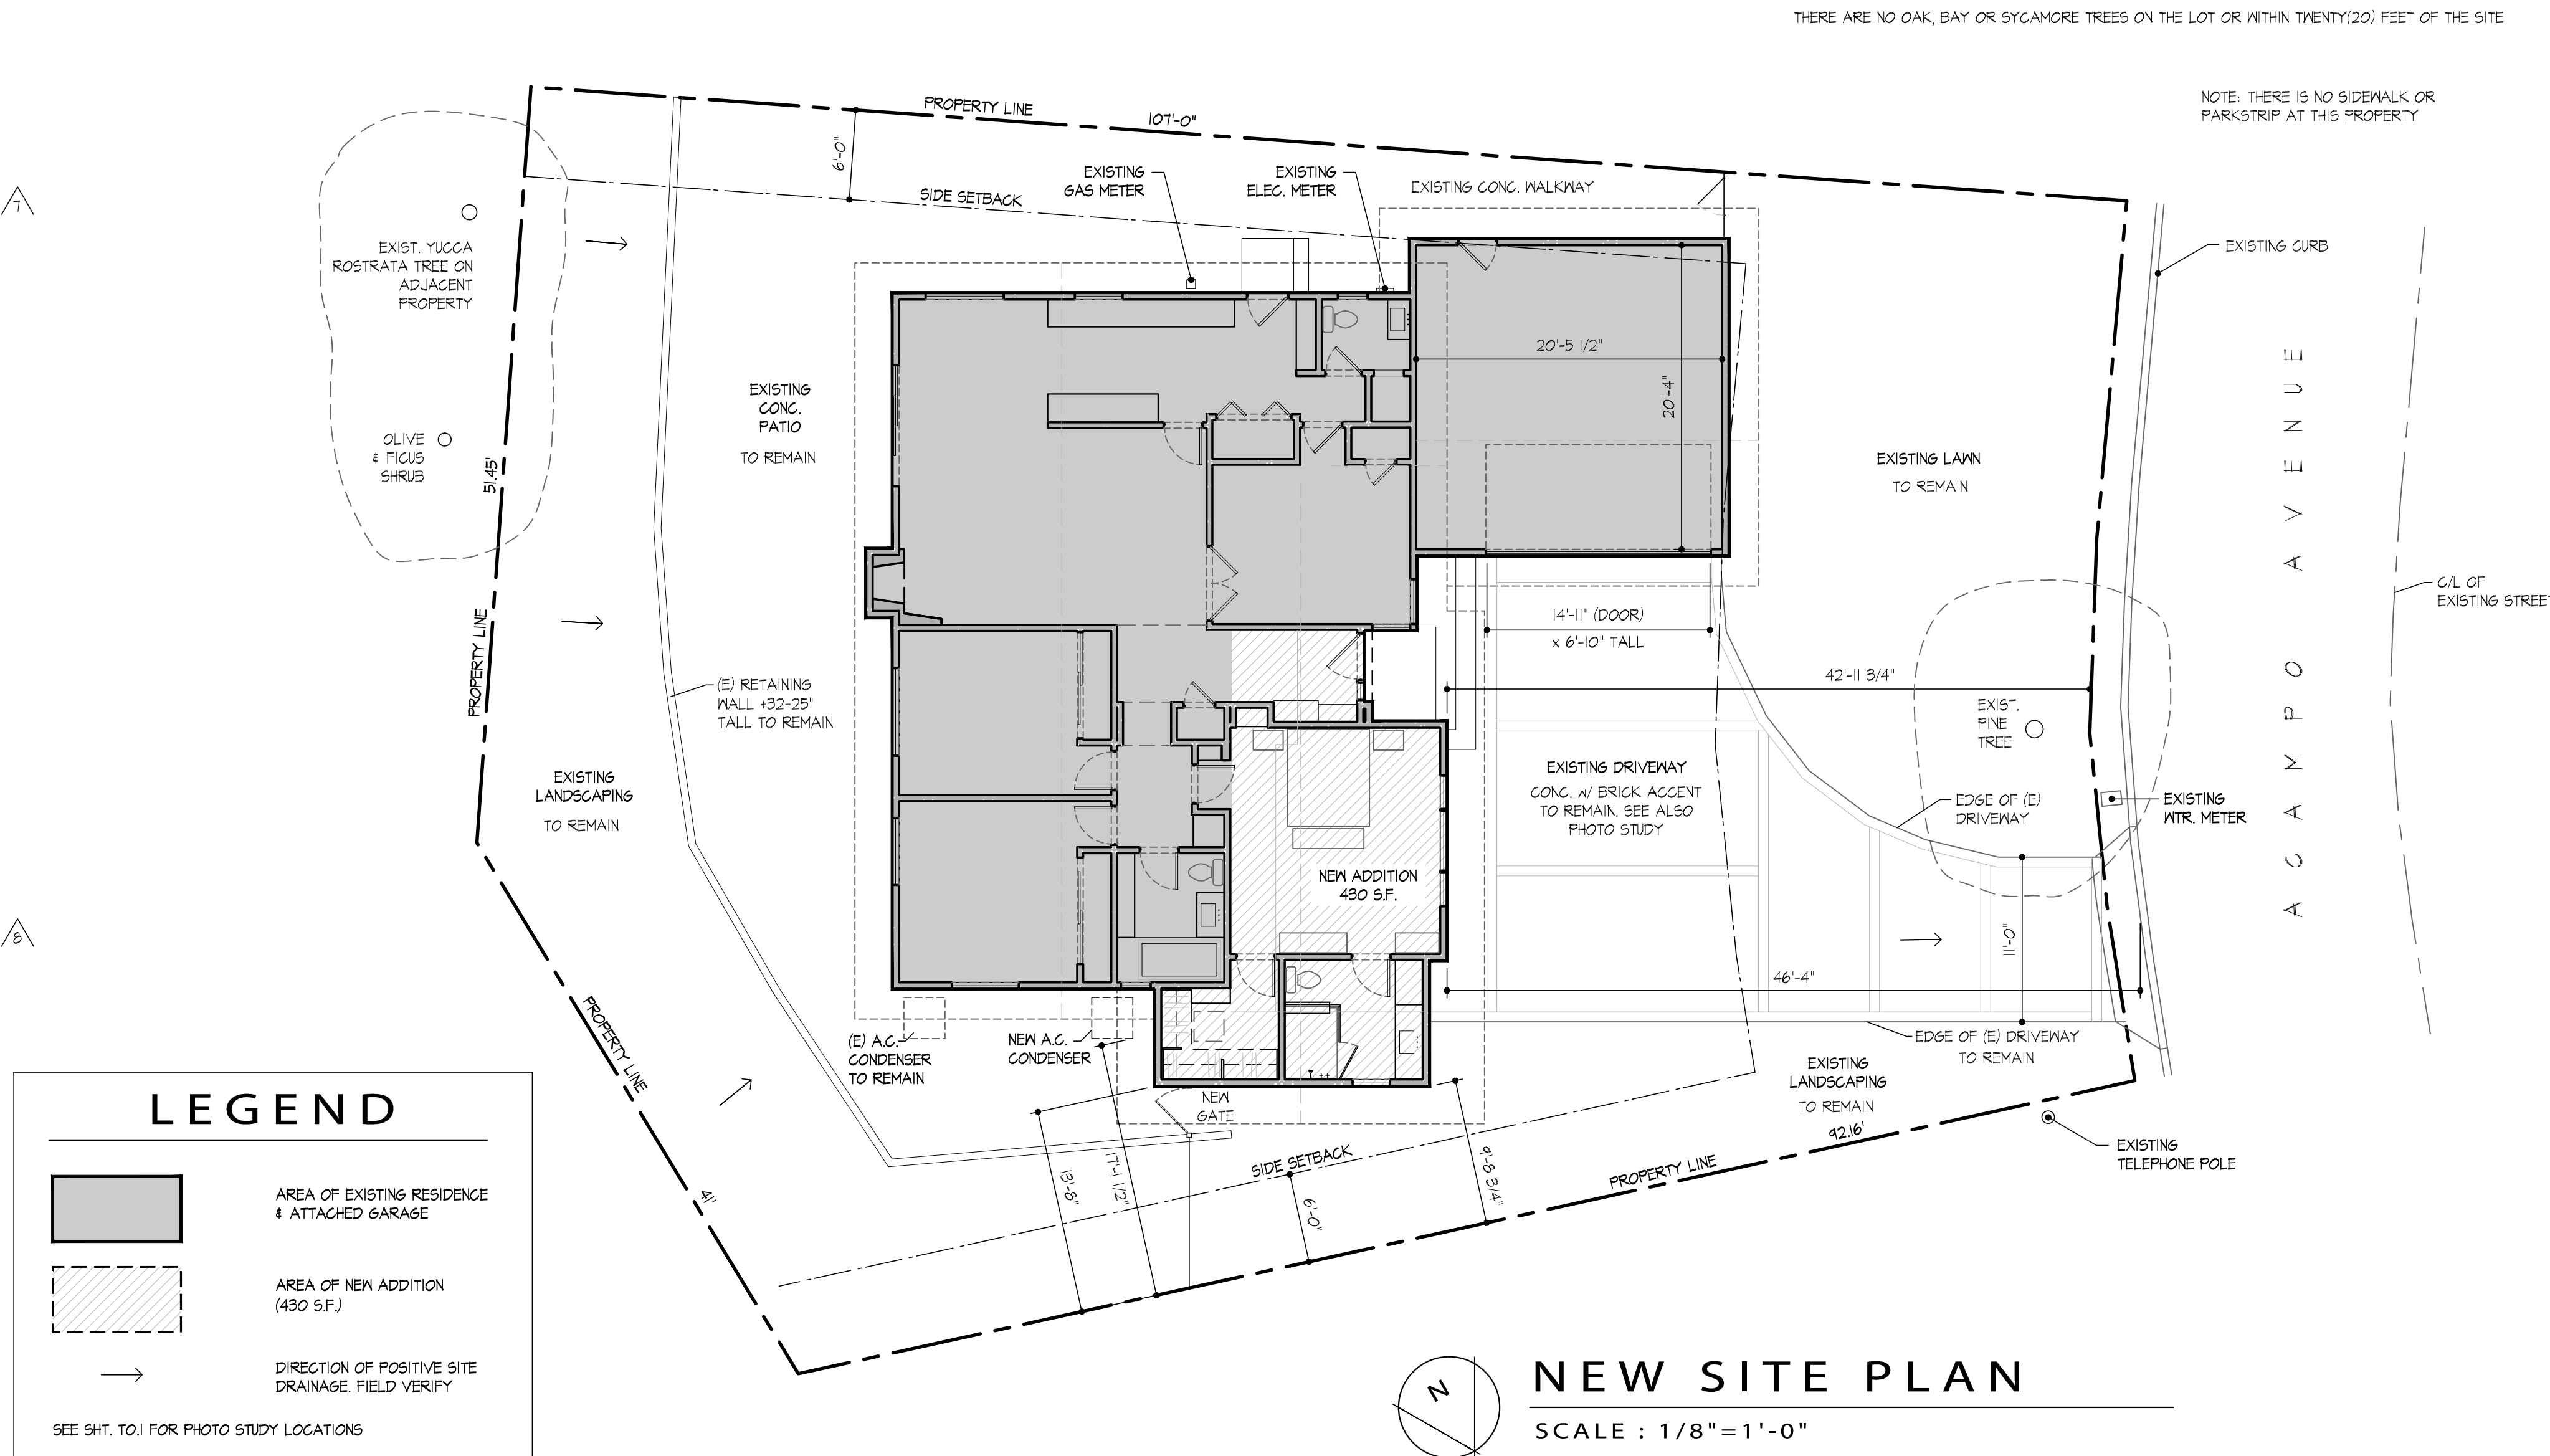 THERE ARE NO OAK, BAY OR SYCAMORE TREES ON THE LOT OR WITHIN TWENTY(20) FEET OF THE SITE
NOTE: THERE IS NO SIDEWALK OR
PARKSTRIP AT THIS PROPERTY
PROPERTY LINE
107'-0"
6'-0"
SIDE SETBACK
EXISTING
GAS METER
EXISTING
ELEC. METER
EXISTING CONC. WALKWAY
7
EXIST. YUCCA
ROSTRATA TREE ON
ADJACENT
PROPERTY
EXISTING CURB
OLIVE
& FICUS
SHRUB
51.45'
EXISTING
CONC.
PATIO
TO REMAIN
20'-5 1/2"
20'-4"
EXISTING LAWN
TO REMAIN
ACAMPO AVENUE
C/L OF
EXISTING STREET
14'-11" (DOOR)
x 6'-10" TALL
PROPERTY LINE
(E) RETAINING
WALL +32-25"
TALL TO REMAIN
42'-11 3/4"
EXIST.
PINE
TREE
EXISTING
LANDSCAPING
TO REMAIN
EXISTING DRIVEWAY
CONC. W/ BRICK ACCENT
TO REMAIN. SEE ALSO
PHOTO STUDY
EDGE OF (E)
DRIVEWAY
EXISTING
WTR. METER
NEW ADDITION
430 S.F.
8
11'-0"
46'-4"
PROPERTY LINE
(E) A.C.
CONDENSER
TO REMAIN
NEW A.C.
CONDENSER
EDGE OF (E) DRIVEWAY
TO REMAIN
EXISTING
LANDSCAPING
TO REMAIN
NEW
GATE
92.16'
EXISTING
TELEPHONE POLE
SIDE SETBACK
PROPERTY LINE
41'
13'-8"
17'-1 1/2"
6'-0"
9'-8 3/4"
LEGEND
AREA OF EXISTING RESIDENCE
& ATTACHED GARAGE
AREA OF NEW ADDITION
(430 S.F.)
DIRECTION OF POSITIVE SITE
DRAINAGE. FIELD VERIFY
SEE SHT. T0.1 FOR PHOTO STUDY LOCATIONS
N
NEW SITE PLAN
SCALE : 1/8"=1'-0"